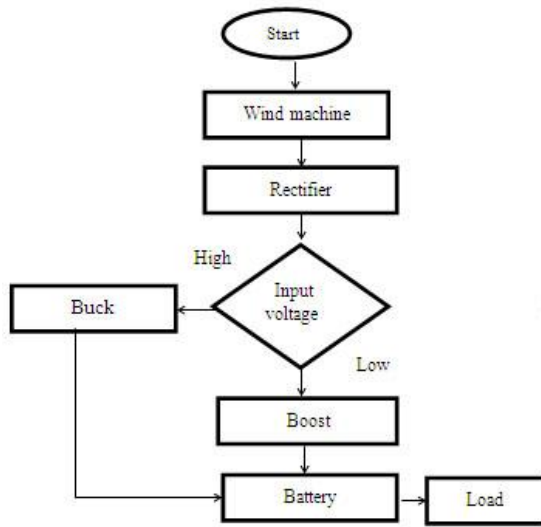 Start
Wind machine
Rectifier
High
Input
voltage
Buck
Low
Boost
Battery
Load